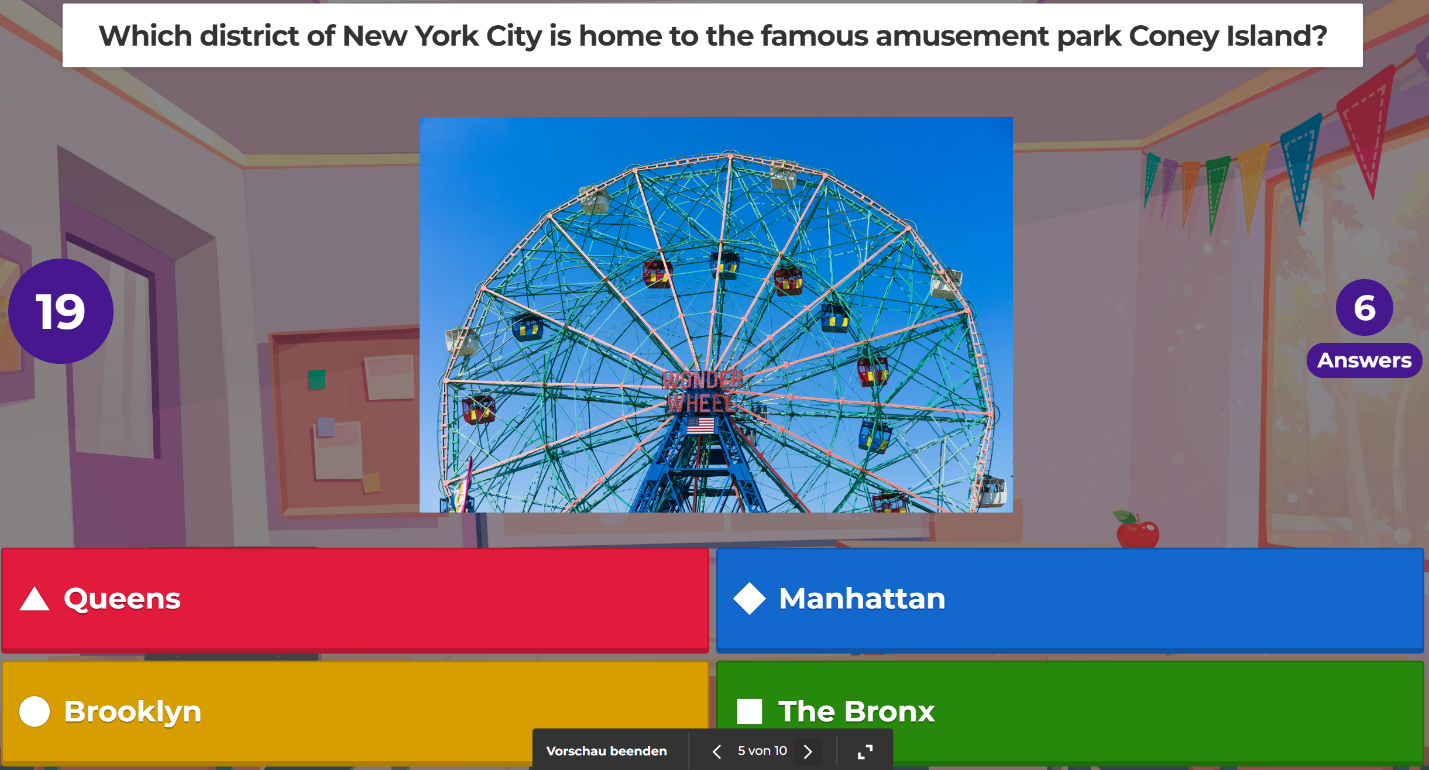 Which district of New York City is home to the famous amusement park Coney Island?
19
WONDER
WHEEL
6
Answers
Queens
Manhattan
Brooklyn
The Bronx
Vorschau beenden
5 von 10